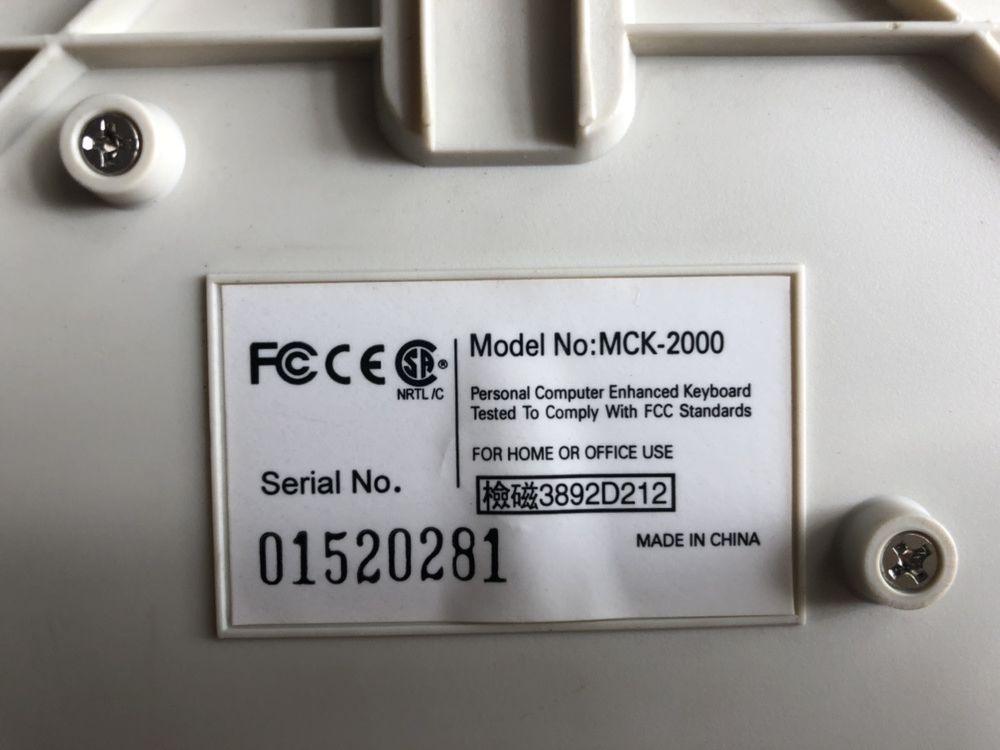 FC CE SA®
NRTL/C
Model No:MCK-2000
Personal Computer Enhanced Keyboard
Tested To Comply With FCC Standards
FOR HOME OR OFFICE USE
檢磁3892D212
Serial No.
01520281
MADE IN CHINA